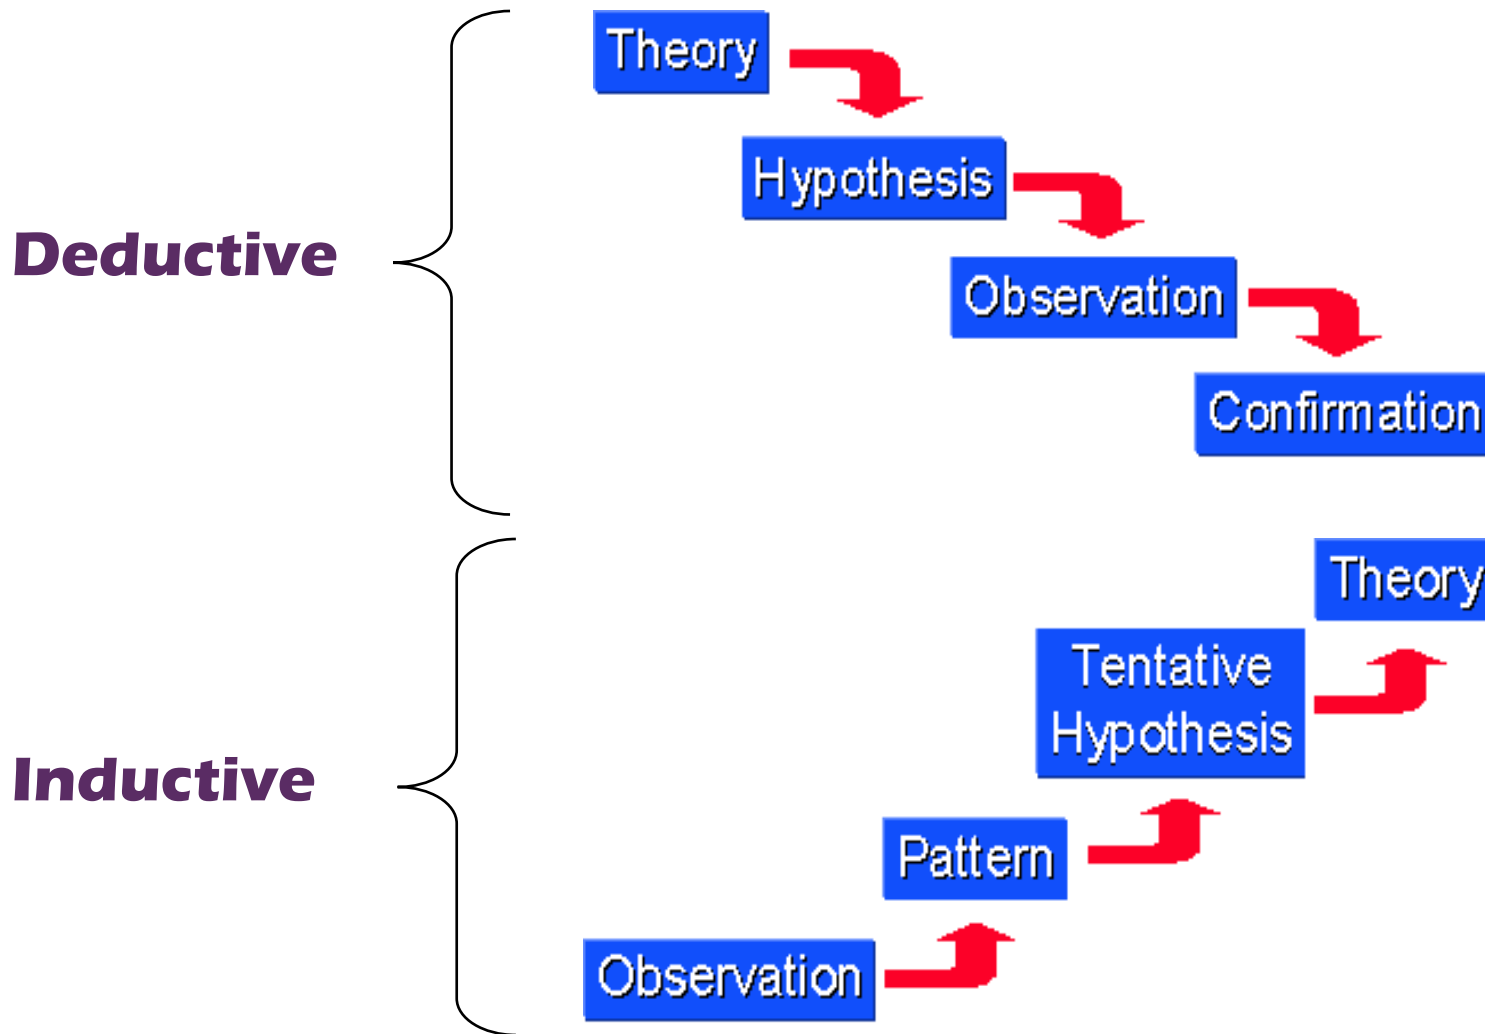 Deductive
Theory
Hypothesis
Observation
Confirmation
Inductive
Theory
Tentative
Hypothesis
Pattern
Observation